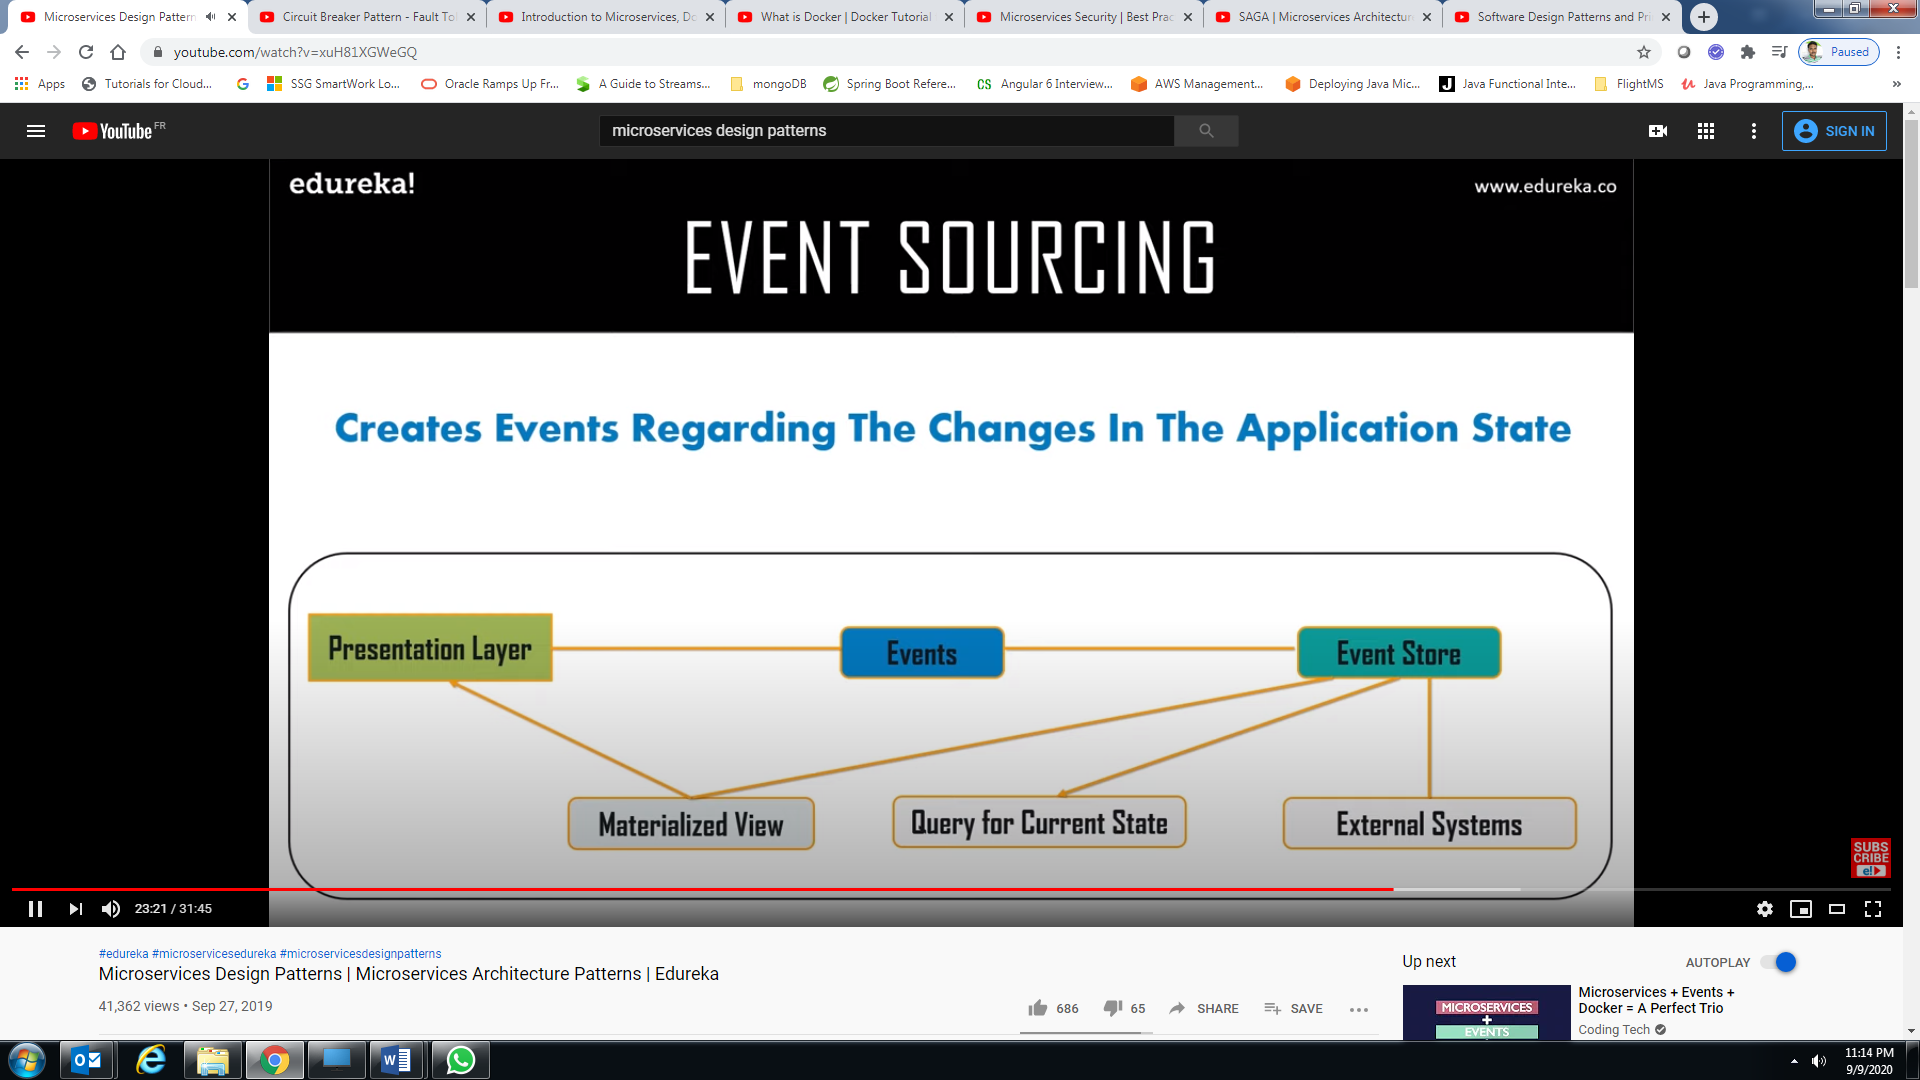 Microservices Design Pattern
Circuit Breaker Pattern - Fault To
Introduction to Microservices, Do
What is Docker | Docker Tutorial
Microservices Security | Best Prac
SAGA | Microservices Architectur
Software Design Patterns and Pri
youtube.com/watch?v=xuH81XGWeGQ
Paused
Apps
Tutorials for Cloud...
SSG SmartWork Lo...
Oracle Ramps Up Fr...
A Guide to Streams...
mongoDB
Spring Boot Refere...
CS Angular 6 Interview...
AWS Management...
Deploying Java Mic...
J Java Functional Inte...
FlightMS
Java Programming,...
»
YouTube FR
microservices design patterns
SIGN IN
edureka!
www.edureka.co
EVENT SOURCING
Creates Events Regarding The Changes In The Application State
Presentation Layer
Events
Event Store
Materialized View
Query for Current State
External Systems
SUBS
CRIBE
e!
23:21 / 31:45
#edureka #microservicesedureka #microservicesdesignpatterns
Microservices Design Patterns | Microservices Architecture Patterns | Edureka
41,362 views • Sep 27, 2019
686
65
SHARE
SAVE
Up next
AUTOPLAY
MICROSERVICES
+
EVENTS
Microservices + Events +
Docker = A Perfect Trio
Coding Tech
11:14 PM
9/9/2020